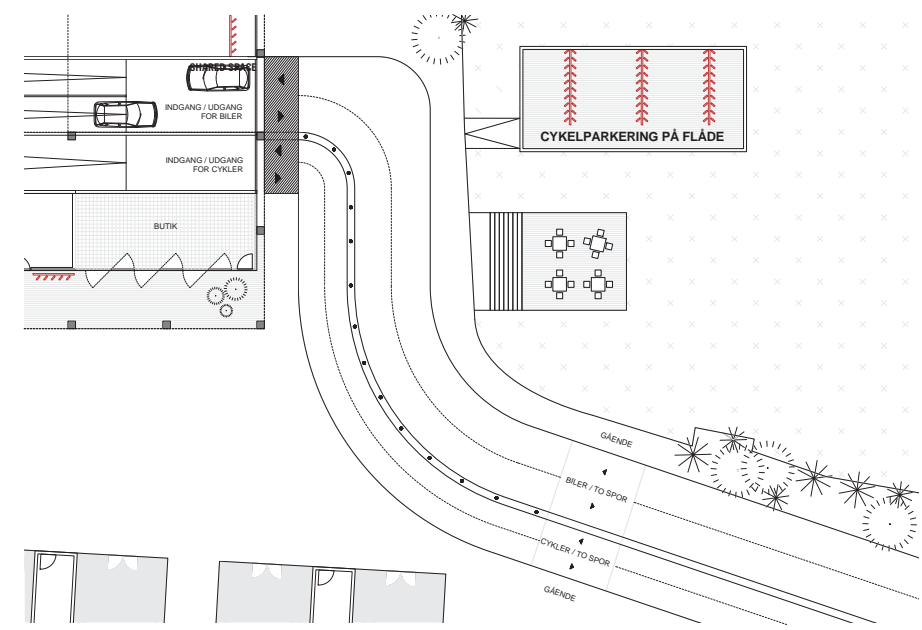 SHARED SPACE
INDGANG / UDGANG
FOR BILER
CYKELPARKERING PÅ FLÅDE
INDGANG / UDGANG
FOR CYKLER
BUTIK
GÅENDE
BILER / TO SPOR
CYKLER / TO SPOR
GÅENDE